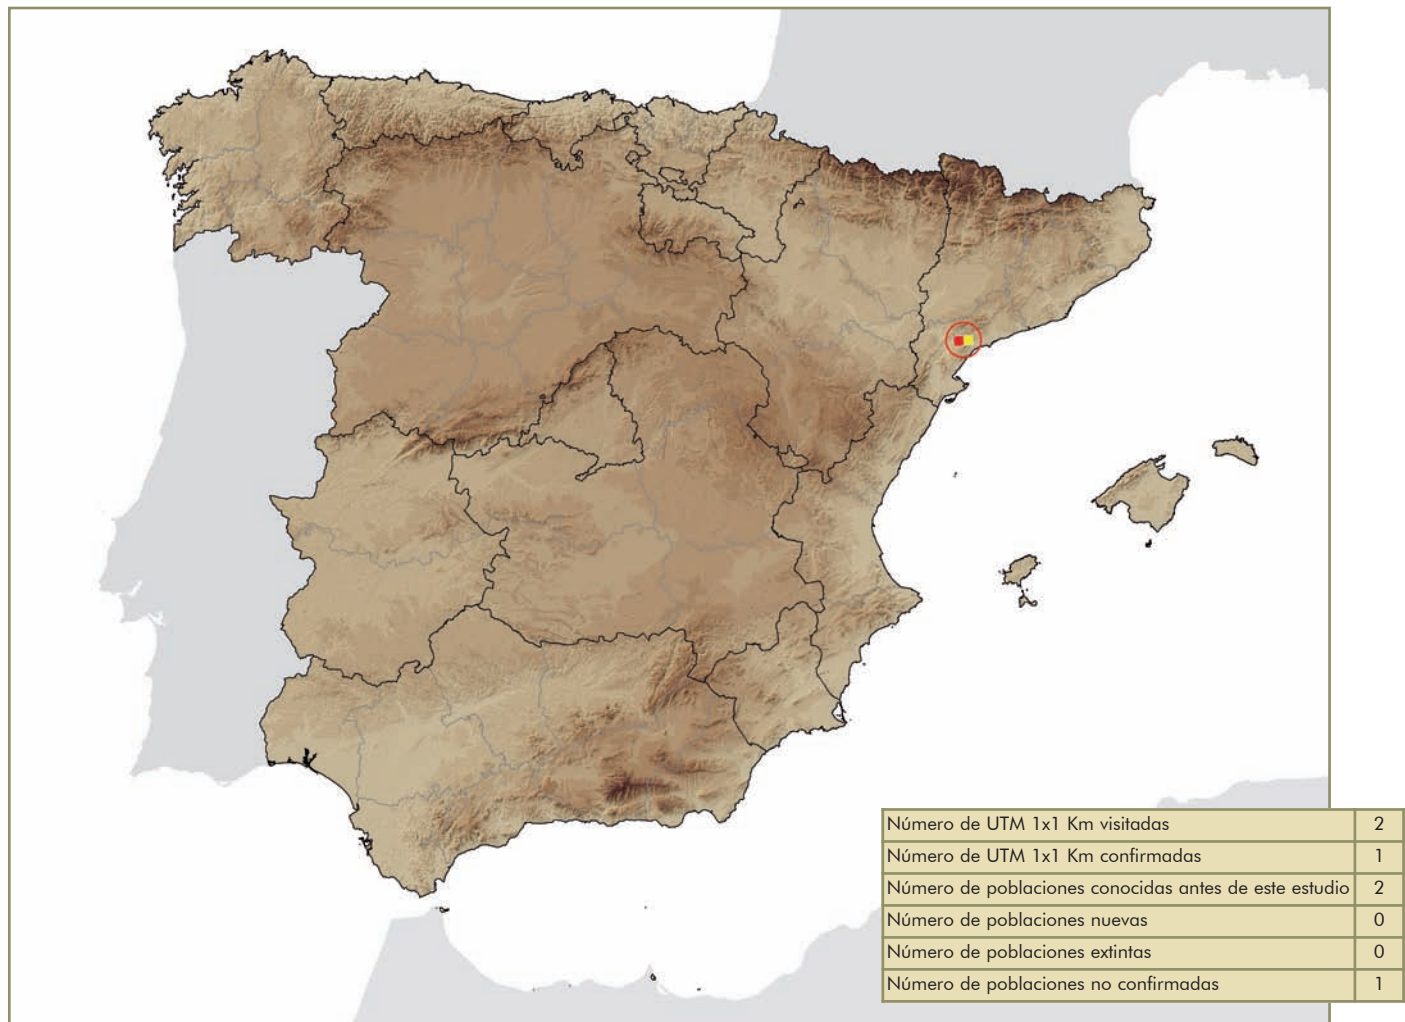 Número de UTM 1x1 Km visitadas 2
Número de UTM 1x1 Km confirmadas 1
Número de poblaciones conocidas antes de este estudio 2
Número de poblaciones nuevas 0
Número de poblaciones extintas 0
Número de poblaciones no confirmadas 1